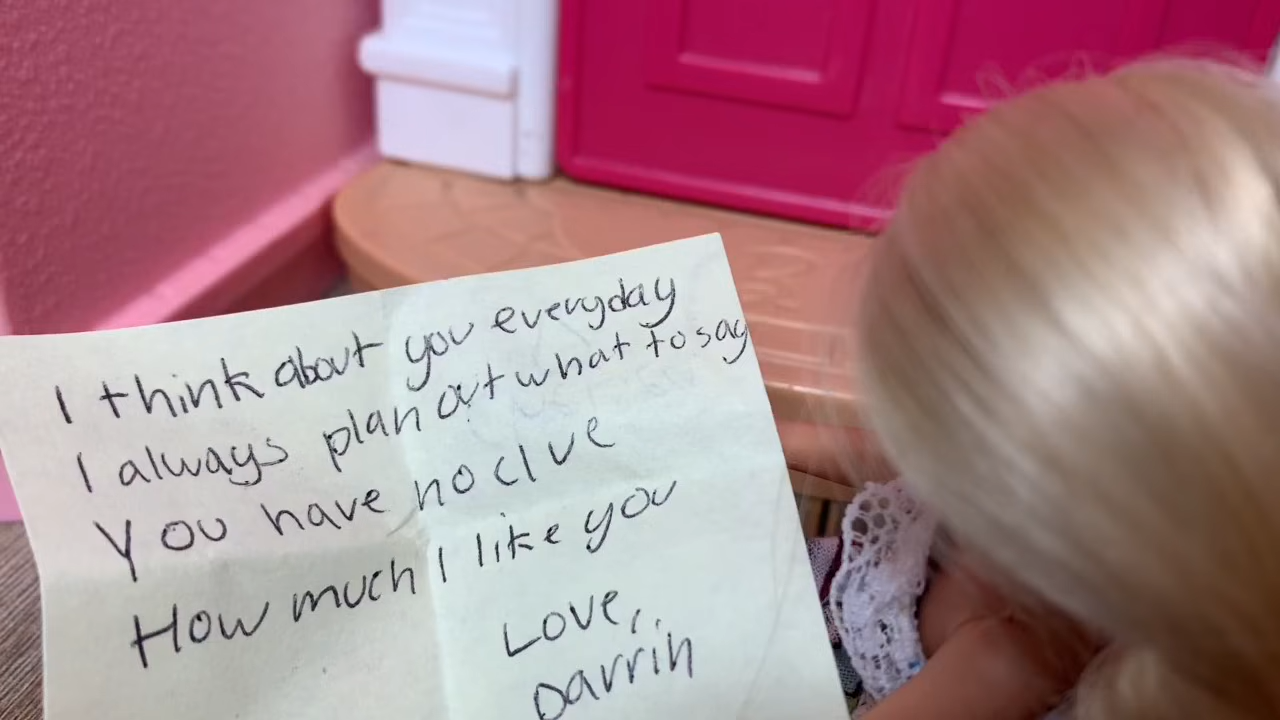 I think about you everyday
I always plan out what to say
You have no clue
How much I like you
Love,
Darrin